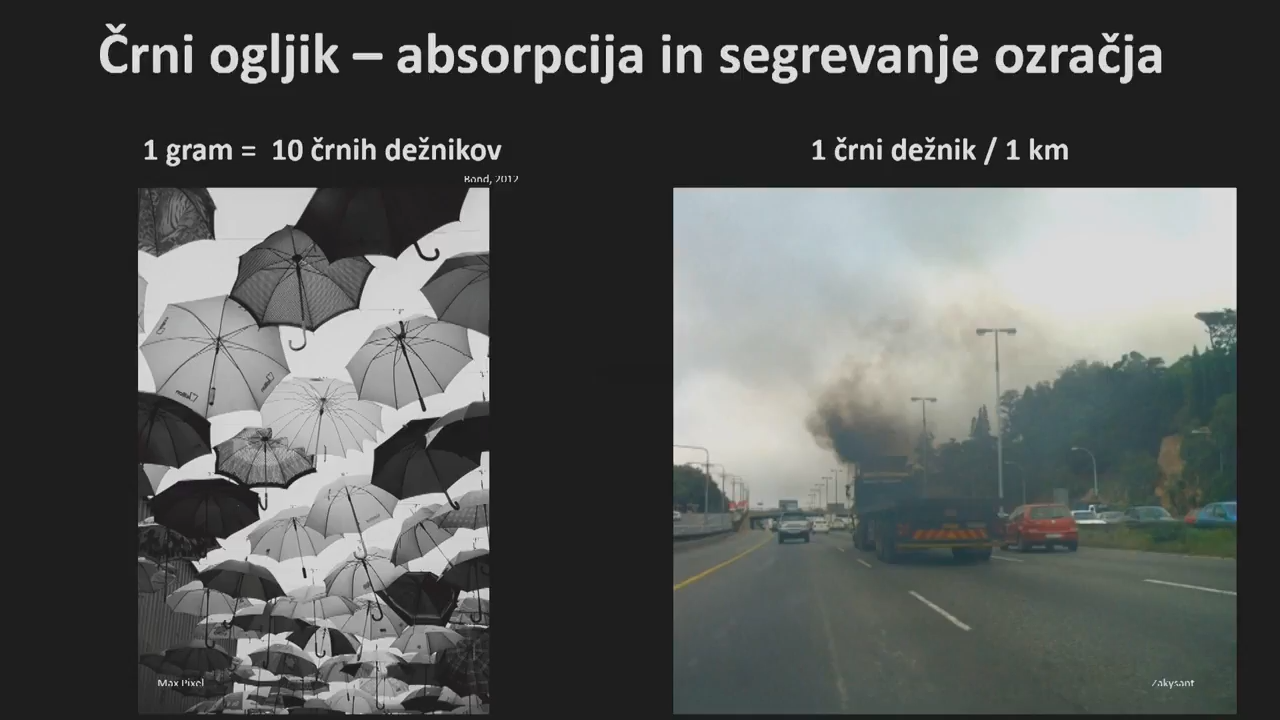 Črni ogljik – absorpcija in segrevanje ozračja
1 gram = 10 črnih dežnikov
Bond, 2012
1 črni dežnik / 1 km
Max Pixel
Zakysant